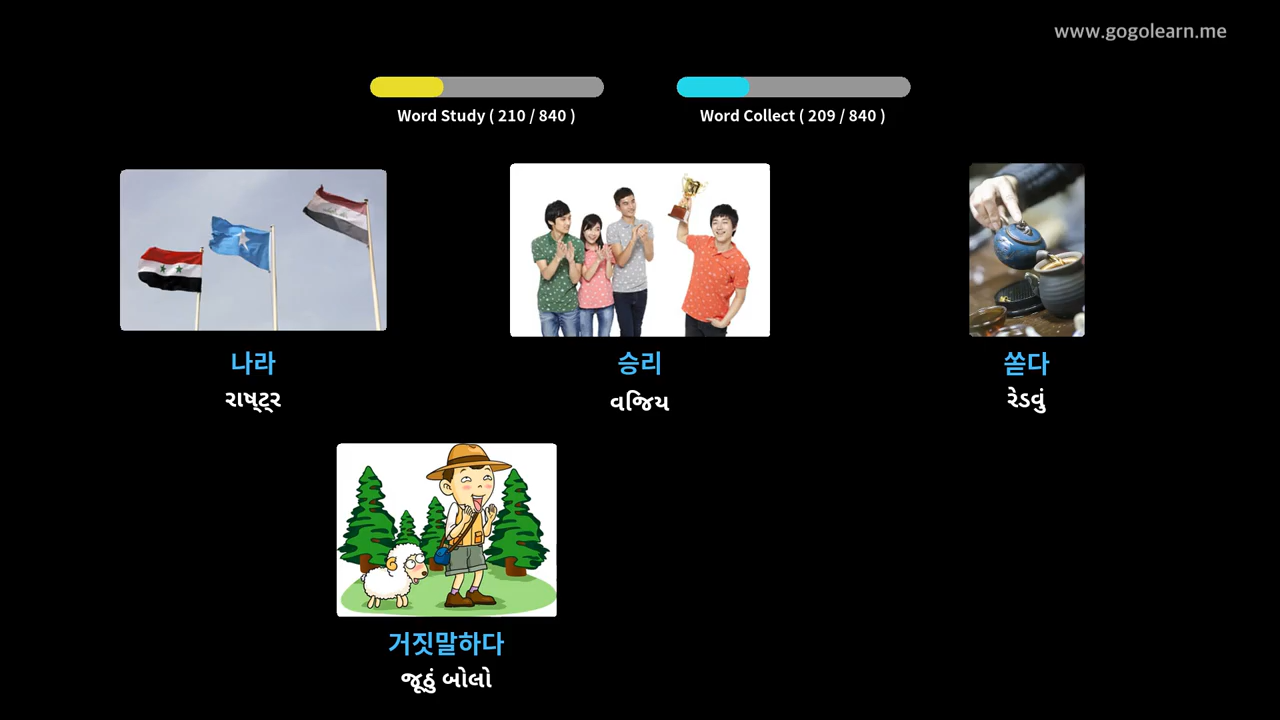 www.gogolearn.me
Word Study ( 210 / 840 )
Word Collect ( 209 / 840 )
나라
રાષ્ટ્ર
승리
વિજય
쏟다
રેડવું
거짓말하다
જૂઠું બોલો